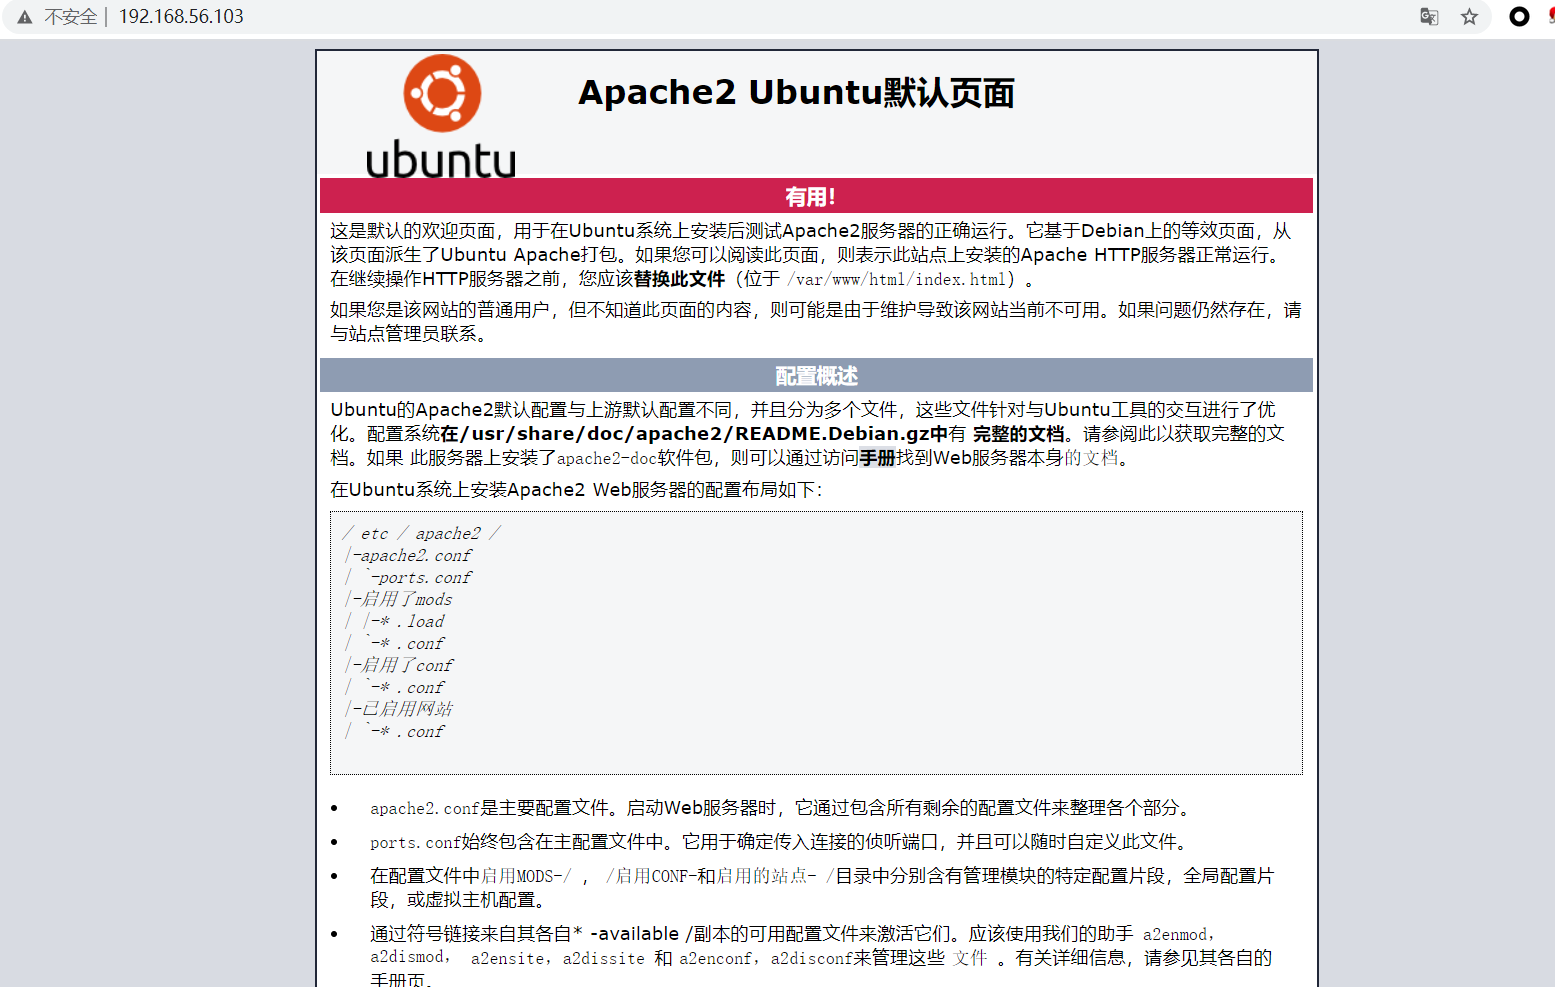 不安全 | 192.168.56.103
ubuntu
Apache2 Ubuntu默认页面
有用！
这是默认的欢迎页面，用于在Ubuntu系统上安装后测试Apache2服务器的正确运行。它基于Debian上的等效页面，从
该页面派生了Ubuntu Apache打包。如果您可以阅读此页面，则表示此站点上安装的Apache HTTP服务器正常运行。
在继续操作HTTP服务器之前，您应该替换此文件（位于 /var/www/html/index.html）。
如果您是该网站的普通用户，但不知道此页面的内容，则可能是由于维护导致该网站当前不可用。如果问题仍然存在，请
与站点管理员联系。
配置概述
Ubuntu的Apache2默认配置与上游默认配置不同，并且分为多个文件，这些文件针对与Ubuntu工具的交互进行了优
化。配置系统在/usr/share/doc/apache2/README.Debian.gz中有 完整的文档。请参阅此以获取完整的文
档。如果 此服务器上安装了apache2-doc软件包，则可以通过访问手册找到Web服务器本身的文档。
在Ubuntu系统上安装Apache2 Web服务器的配置布局如下：
/ etc / apache2 /
|-apache2.conf
| `-ports.conf
|-启用了mods
| |-* .load
| `-* .conf
|-启用了conf
| `-* .conf
|-已启用网站
| `-* .conf
• apache2.conf是主要配置文件。启动Web服务器时，它通过包含所有剩余的配置文件来整理各个部分。
• ports.conf始终包含在主配置文件中。它用于确定传入连接的侦听端口，并且可以随时自定义此文件。
• 在配置文件中启用MODS-/ ， /启用CONF-和启用的站点- /目录中分别含有管理模块的特定配置片段，全局配置片
段，或虚拟主机配置。
• 通过符号链接来自其各自* -available /副本的可用配置文件来激活它们。应该使用我们的助手 a2enmod，
a2dismod， a2ensite，a2dissite 和 a2enconf，a2disconf来管理这些 文件 。有关详细信息，请参见其各自的
手册页。